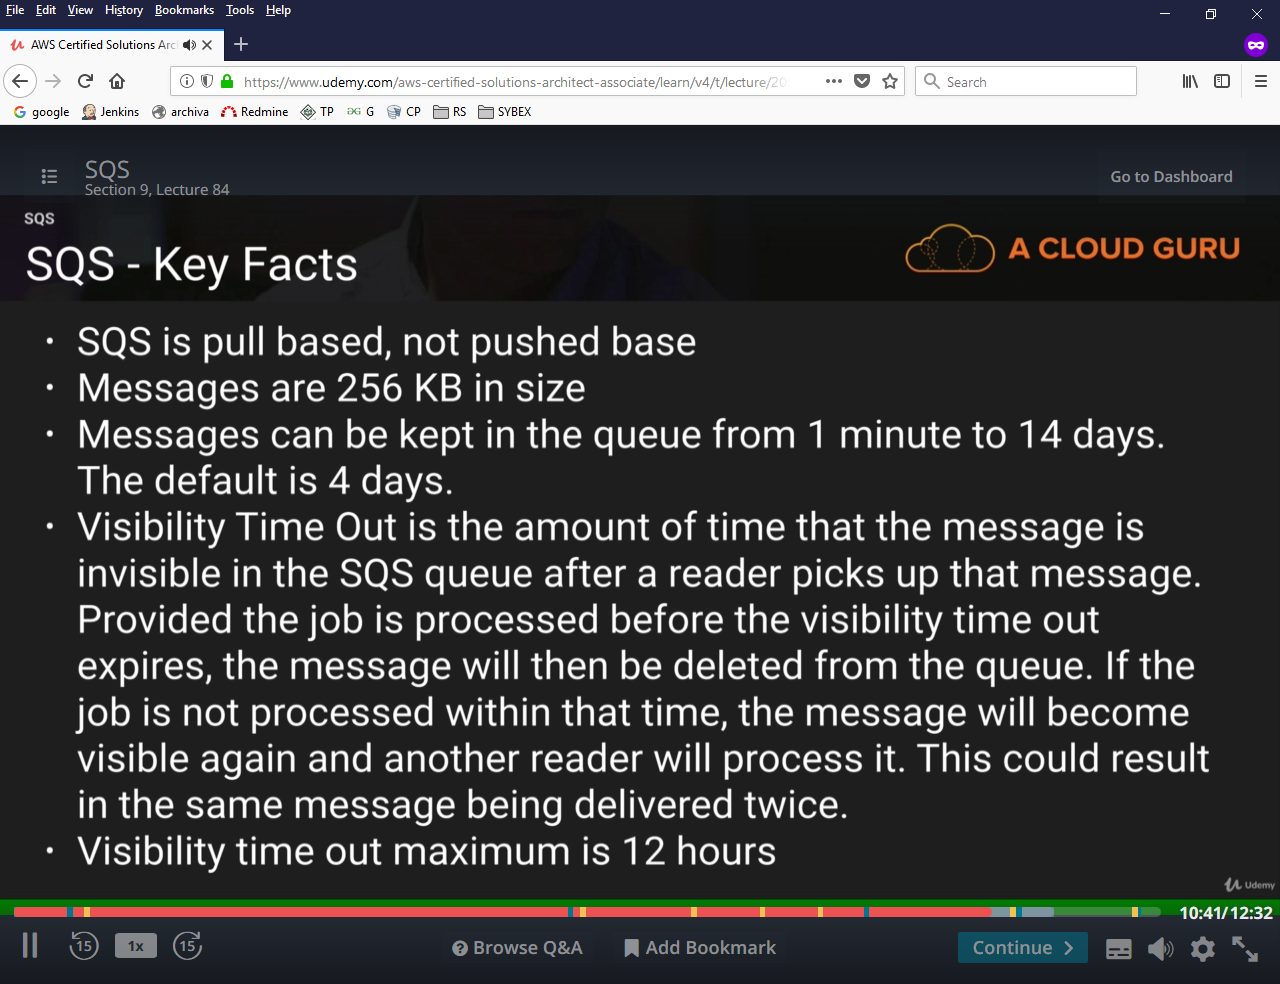 File Edit View History Bookmarks Tools Help
AWS Certified Solutions Arc
https://www.udemy.com/aws-certified-solutions-architect-associate/learn/v4/t/lecture/20
Search
google Jenkins archiva Redmine TP G CP RS SYBEX
SQS
Section 9, Lecture 84
Go to Dashboard
SQS
SQS - Key Facts
A CLOUD GURU
• SQS is pull based, not pushed base
• Messages are 256 KB in size
• Messages can be kept in the queue from 1 minute to 14 days.
The default is 4 days.
• Visibility Time Out is the amount of time that the message is
invisible in the SQS queue after a reader picks up that message.
Provided the job is processed before the visibility time out
expires, the message will then be deleted from the queue. If the
job is not processed within that time, the message will become
visible again and another reader will process it. This could result
in the same message being delivered twice.
• Visibility time out maximum is 12 hours
Udemy
10:41/12:32
15 1x 15 Browse Q&A Add Bookmark Continue